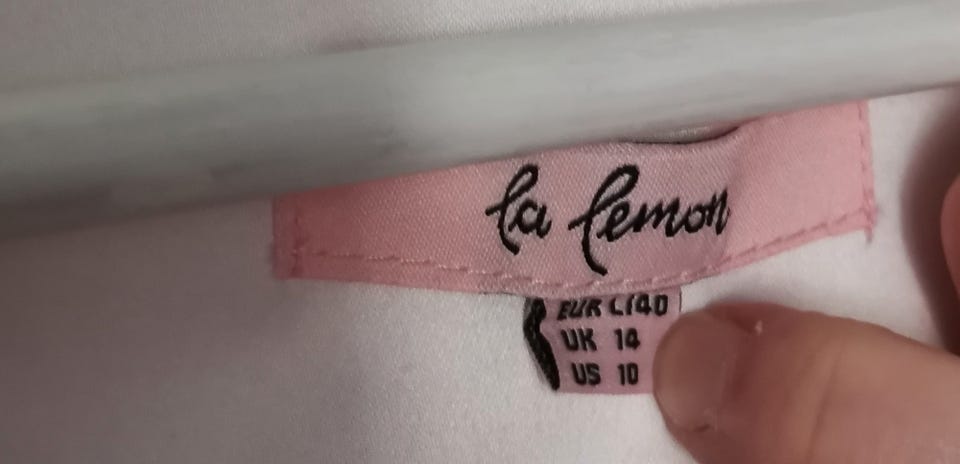 la lemon
EUR L/40
UK 14
US 10